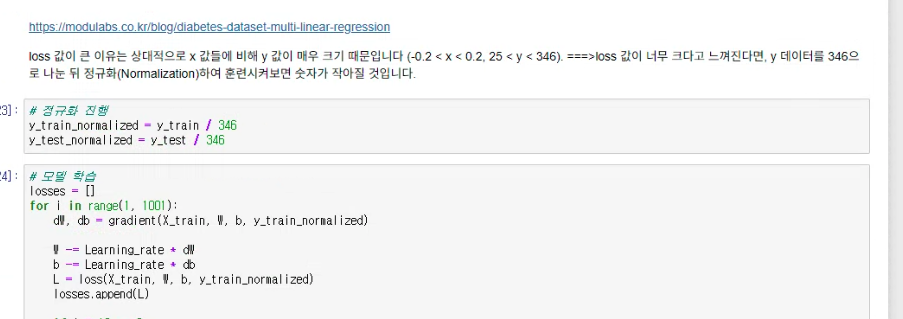 https://modulabs.co.kr/blog/diabetes-dataset-multi-linear-regression
loss 값이 큰 이유는 상대적으로 x 값들에 비해 y 값이 매우 크기 때문입니다 (-0.2 < x < 0.2, 25 < y < 346). ===>loss 값이 너무 크다고 느껴진다면, y 데이터를 346으
로 나눈 뒤 정규화(Normalization)하여 훈련시켜보면 숫자가 작아질 것입니다.
23]: # 정규화 진행
y_train_normalized = y_train / 346
y_test_normalized = y_test / 346
24]: # 모델 학습
losses = []
for i in range(1, 1001):
    dW, db = gradient(X_train, W, b, y_train_normalized)
    W -= Learning_rate * dW
    b -= Learning_rate * db
    L = loss(X_train, W, b, y_train_normalized)
    losses.append(L)